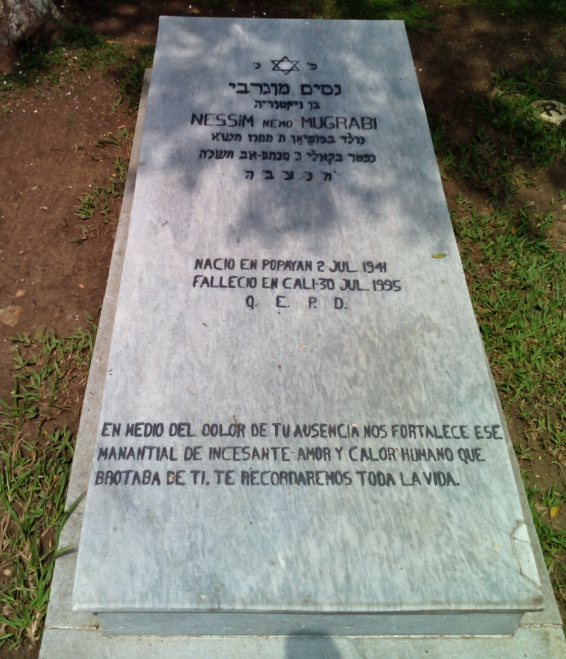 פ נ
נסים מוגרבי
בן ויקטוריה
NESSIM NEMO MUGRABI
נולד בפופיאן ח תמוז תש״א
נפטר בקאלי ג מנחם-אב תשנ״ה
ת נ צ ב ה
NACIO EN POPAYAN 2 JUL. 1941
FALLECIO EN CALI·30 JUL. 1995
Q. E. P. D.
EN MEDIO DEL DOLOR DE TU AUSENCIA NOS FORTALECE ESE
MANANTIAL DE INCESANTE AMOR Y CALOR HUMANO QUE
BROTABA DE TI. TE RECORDAREMOS TODA LA VIDA.
R